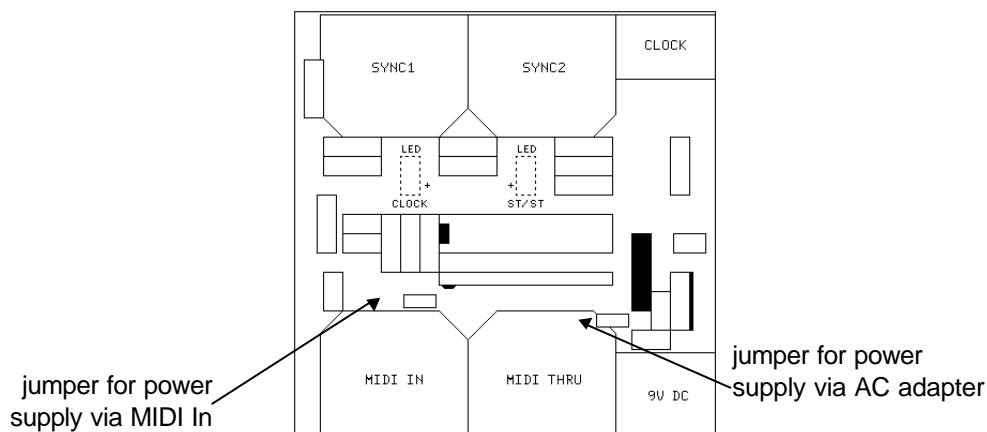 CLOCK
SYNC1
SYNC2
LED
LED
+
+
CLOCK
ST/ST
jumper for power
supply via MIDI In
MIDI IN
MIDI THRU
9V DC
jumper for power
supply via AC adapter